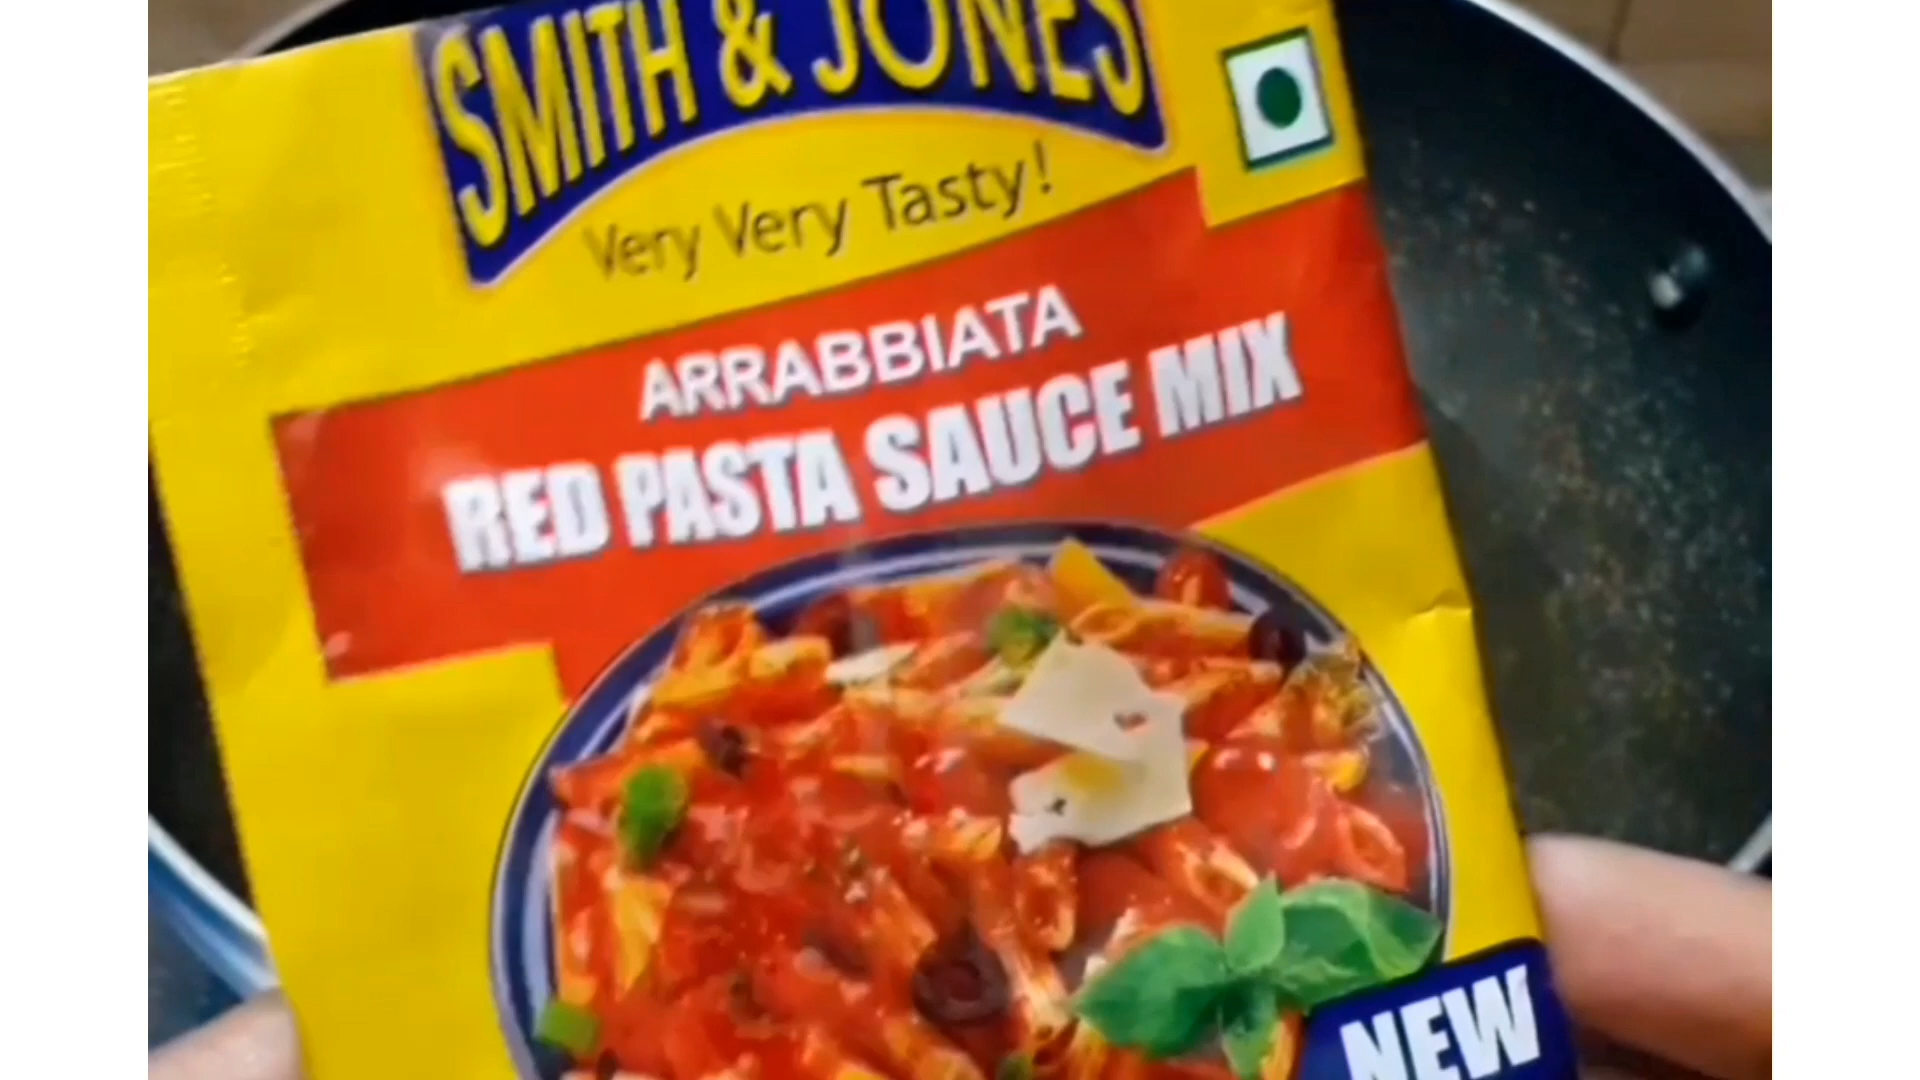 SMITH & JONES
Very Very Tasty!
ARRABBIATA
RED PASTA SAUCE MIX
NEW